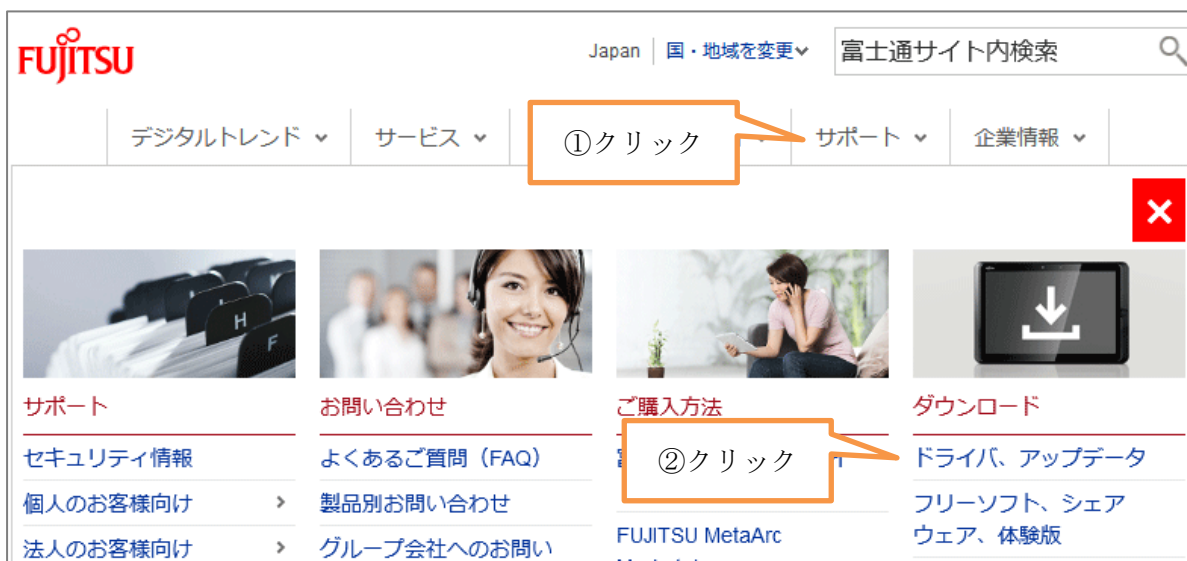 FUJITSU
Japan 国・地域を変更
富士通サイト内検索
デジタルトレンド
サービス
①クリック
サポート
企業情報
H
F
サポート
セキュリティ情報
個人のお客様向け
法人のお客様向け
お問い合わせ
よくあるご質問（FAQ）
製品別お問い合わせ
グループ会社へのお問い
ご購入方法
②クリック
FUJITSU MetaArc
ダウンロード
ドライバ、アップデータ
フリーソフト、シェア
ウェア、体験版